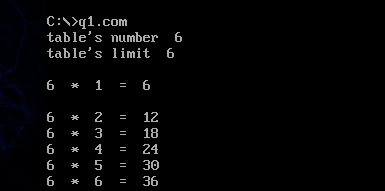 C:\>q1.com
table's number  6
table's limit  6
6  *  1  =  6
6  *  2  =  12
6  *  3  =  18
6  *  4  =  24
6  *  5  =  30
6  *  6  =  36